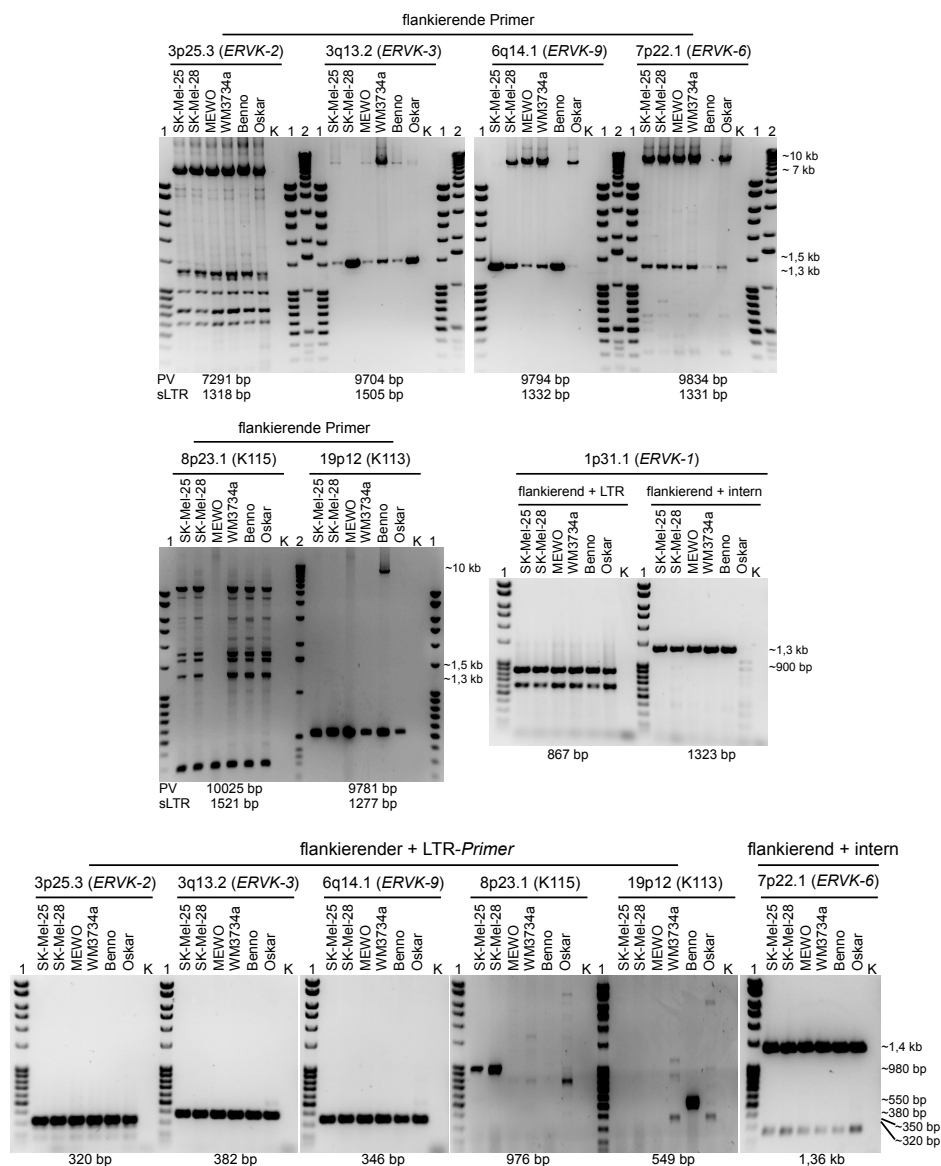 flankierende Primer
3p25.3 (ERVK-2) 3q13.2 (ERVK-3) 6q14.1 (ERVK-9) 7p22.1 (ERVK-6)
1 SK-Mel-25 SK-Mel-28 MEWO WM3734a Benno Oskar K 1 2 1 SK-Mel-25 SK-Mel-28 MEWO WM3734a Benno Oskar K 1 2 1 SK-Mel-25 SK-Mel-28 MEWO WM3734a Benno Oskar K 1 2 1 SK-Mel-25 SK-Mel-28 MEWO WM3734a Benno Oskar K 1 2
~10 kb
~ 7 kb
~1,5 kb
~1,3 kb
PV 7291 bp 9704 bp 9794 bp 9834 bp
sLTR 1318 bp 1505 bp 1332 bp 1331 bp
flankierende Primer
8p23.1 (K115) 19p12 (K113)
1 SK-Mel-25 SK-Mel-28 MEWO WM3734a Benno Oskar K 2 SK-Mel-25 SK-Mel-28 MEWO WM3734a Benno Oskar K 1
~10 kb
~1,5 kb
~1,3 kb
PV 10025 bp 9781 bp
sLTR 1521 bp 1277 bp
1p31.1 (ERVK-1)
flankierend + LTR flankierend + intern
1 SK-Mel-25 SK-Mel-28 MEWO WM3734a Benno Oskar K 1 SK-Mel-25 SK-Mel-28 MEWO WM3734a Benno Oskar K
~1,3 kb
~900 bp
867 bp 1323 bp
flankierender + LTR-Primer flankierend + intern
3p25.3 (ERVK-2) 3q13.2 (ERVK-3) 6q14.1 (ERVK-9) 8p23.1 (K115) 19p12 (K113) 7p22.1 (ERVK-6)
1 SK-Mel-25 SK-Mel-28 MEWO WM3734a Benno Oskar K 1 SK-Mel-25 SK-Mel-28 MEWO WM3734a Benno Oskar K 1 SK-Mel-25 SK-Mel-28 MEWO WM3734a Benno Oskar K SK-Mel-25 SK-Mel-28 MEWO WM3734a Benno Oskar K 1 SK-Mel-25 SK-Mel-28 MEWO WM3734a Benno Oskar K 1 SK-Mel-25 SK-Mel-28 MEWO WM3734a Benno Oskar K
~1,4 kb
~980 bp
~550 bp
~380 bp
~350 bp
~320 bp
320 bp 382 bp 346 bp 976 bp 549 bp 1,36 kb